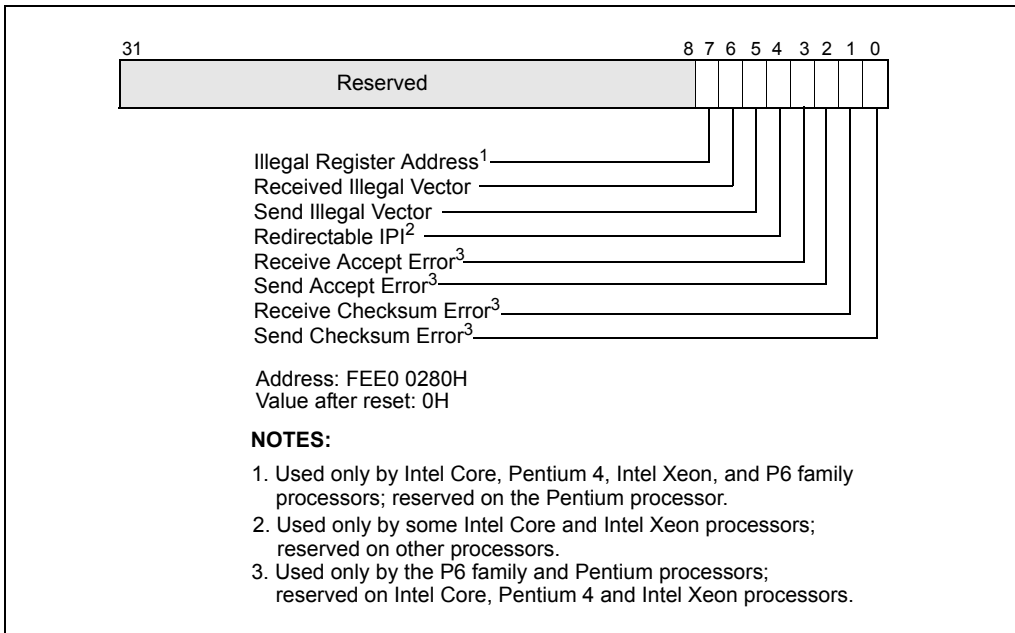 31 8 7 6 5 4 3 2 1 0
Reserved
Illegal Register Address1
Received Illegal Vector
Send Illegal Vector
Redirectable IPI2
Receive Accept Error3
Send Accept Error3
Receive Checksum Error3
Send Checksum Error3
Address: FEE0 0280H
Value after reset: 0H
NOTES:
1. Used only by Intel Core, Pentium 4, Intel Xeon, and P6 family
processors; reserved on the Pentium processor.
2. Used only by some Intel Core and Intel Xeon processors;
reserved on other processors.
3. Used only by the P6 family and Pentium processors;
reserved on Intel Core, Pentium 4 and Intel Xeon processors.